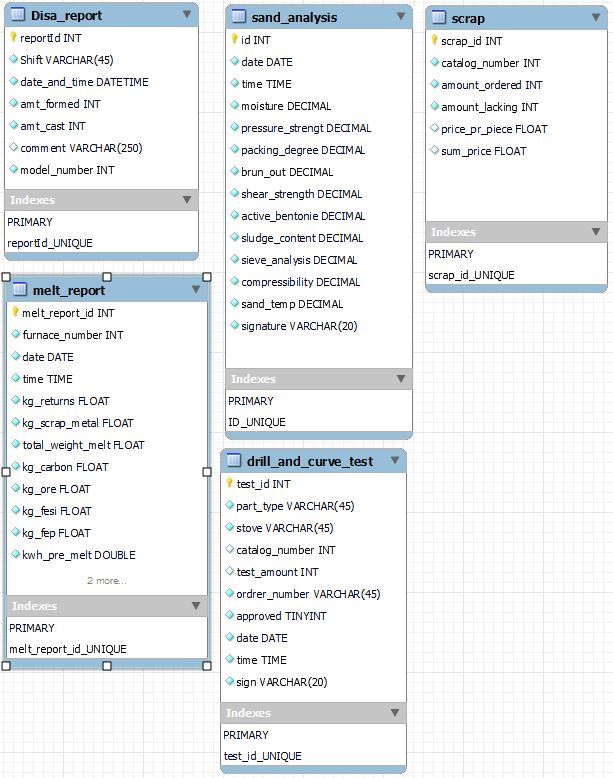 Disa_report
reportId INT
Shift VARCHAR(45)
date_and_time DATETIME
amt_formed INT
amt_cast INT
comment VARCHAR(250)
model_number INT
Indexes
PRIMARY
reportId_UNIQUE
sand_analysis
id INT
date DATE
time TIME
moisture DECIMAL
pressure_strengt DECIMAL
packing_degree DECIMAL
brun_out DECIMAL
shear_strength DECIMAL
active_bentonie DECIMAL
sludge_content DECIMAL
sieve_analysis DECIMAL
compressibility DECIMAL
sand_temp DECIMAL
signature VARCHAR(20)
Indexes
PRIMARY
ID_UNIQUE
scrap
scrap_id INT
catalog_number INT
amount_ordered INT
amount_lacking INT
price_pr_piece FLOAT
sum_price FLOAT
Indexes
PRIMARY
scrap_id_UNIQUE
melt_report
melt_report_id INT
furnace_number INT
date DATE
time TIME
kg_returns FLOAT
kg_scrap_metal FLOAT
total_weight_melt FLOAT
kg_carbon FLOAT
kg_ore FLOAT
kg_fesi FLOAT
kg_fep FLOAT
kwh_pre_melt DOUBLE
2 more...
Indexes
PRIMARY
melt_report_id_UNIQUE
drill_and_curve_test
test_id INT
part_type VARCHAR(45)
stove VARCHAR(45)
catalog_number INT
test_amount INT
ordrer_number VARCHAR(45)
approved TINYINT
date DATE
time TIME
sign VARCHAR(20)
Indexes
PRIMARY
test_id_UNIQUE